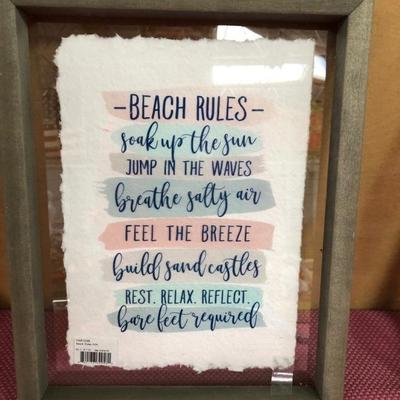 -BEACH RULES-
soak up the sun
JUMP IN THE WAVES
breathe salty air
FEEL THE BREEZE
build sand castles
REST. RELAX. REFLECT.
bare feet required